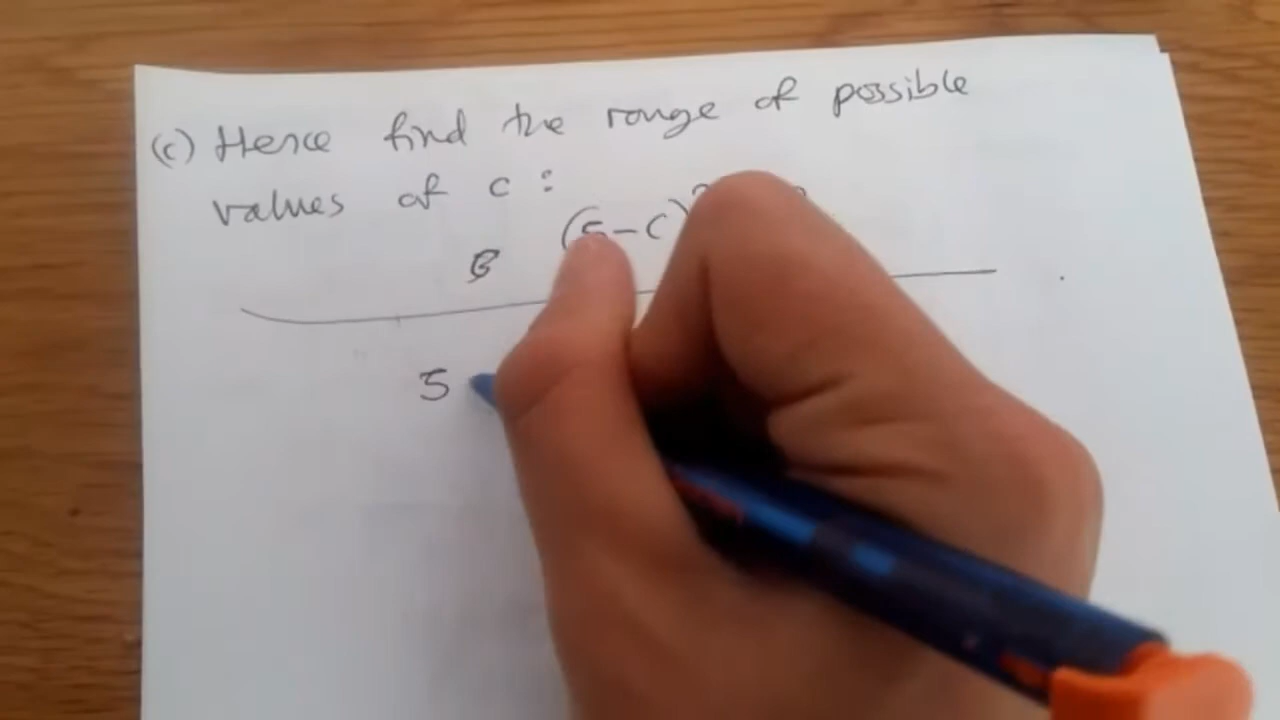 (c) Hence find the range of possible
values of c :
(5-c)
5